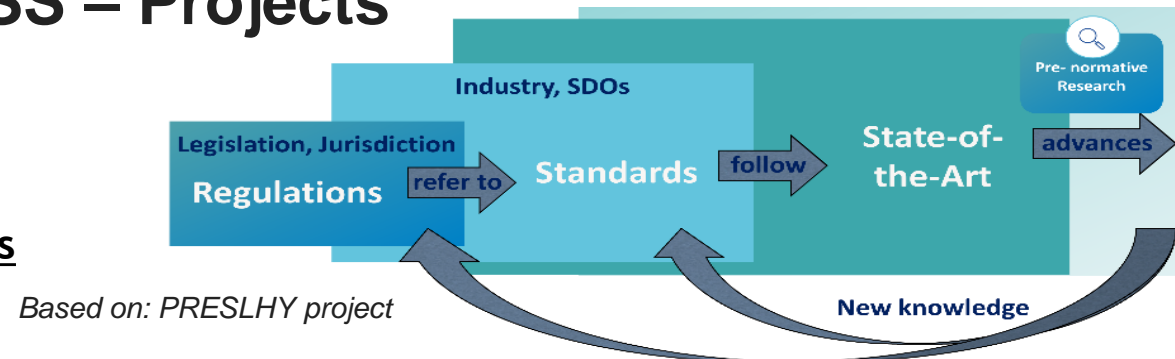 SS – Projects
Pre- normative
Research
Industry, SDOs
Legislation, Jurisdiction
Regulations
refer to
Standards
follow
State-of-
the-Art
advances
s
Based on: PRESLHY project
New knowledge